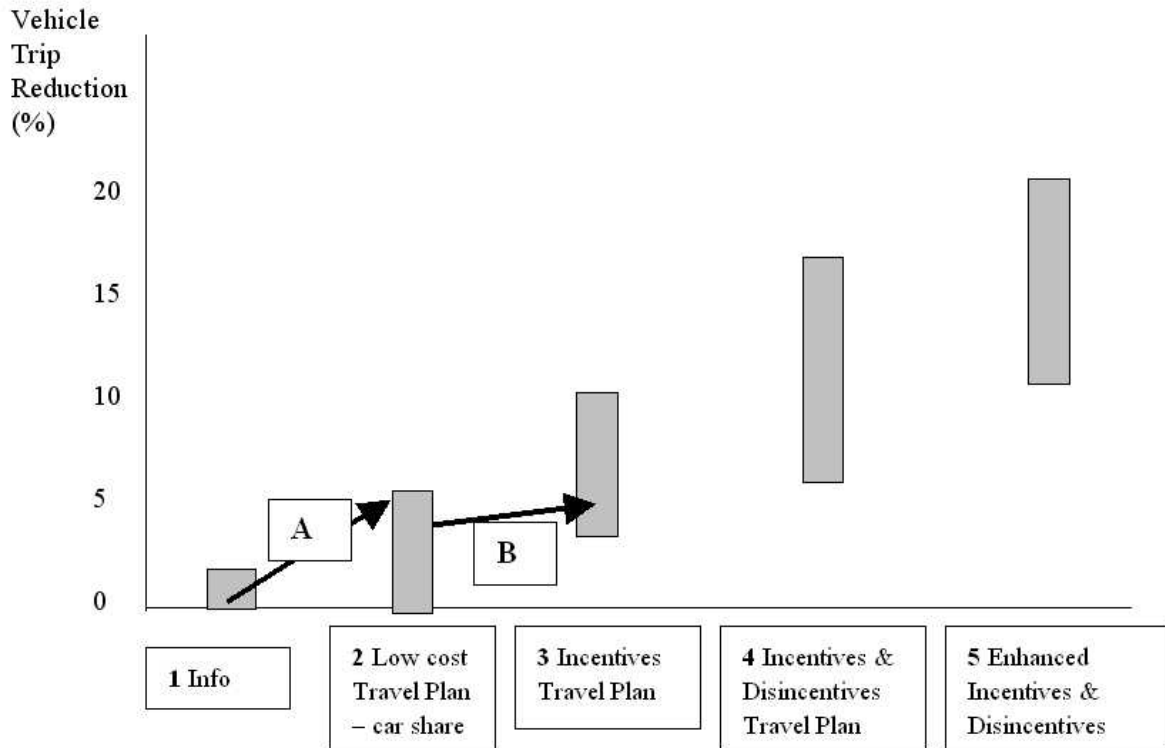 Vehicle
Trip
Reduction
(%)
20
15
10
5
0
A
B
1 Info
2 Low cost
Travel Plan
– car share
3 Incentives
Travel Plan
4 Incentives &
Disincentives
Travel Plan
5 Enhanced
Incentives &
Disincentives